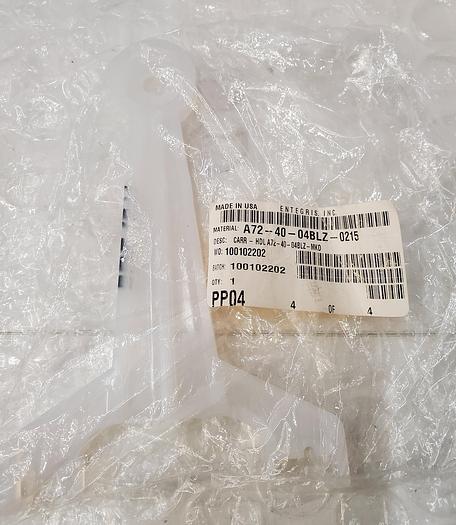 MADE IN USA ENTEGRIS, INC
MATERIAL: A72-40-04BLZ-0215
DESC: CARR-HDL A72-40-04BLZ-MKD
WO: 100102202
BATCH: 100102202
QTY: 1
PP04
4 OF 4